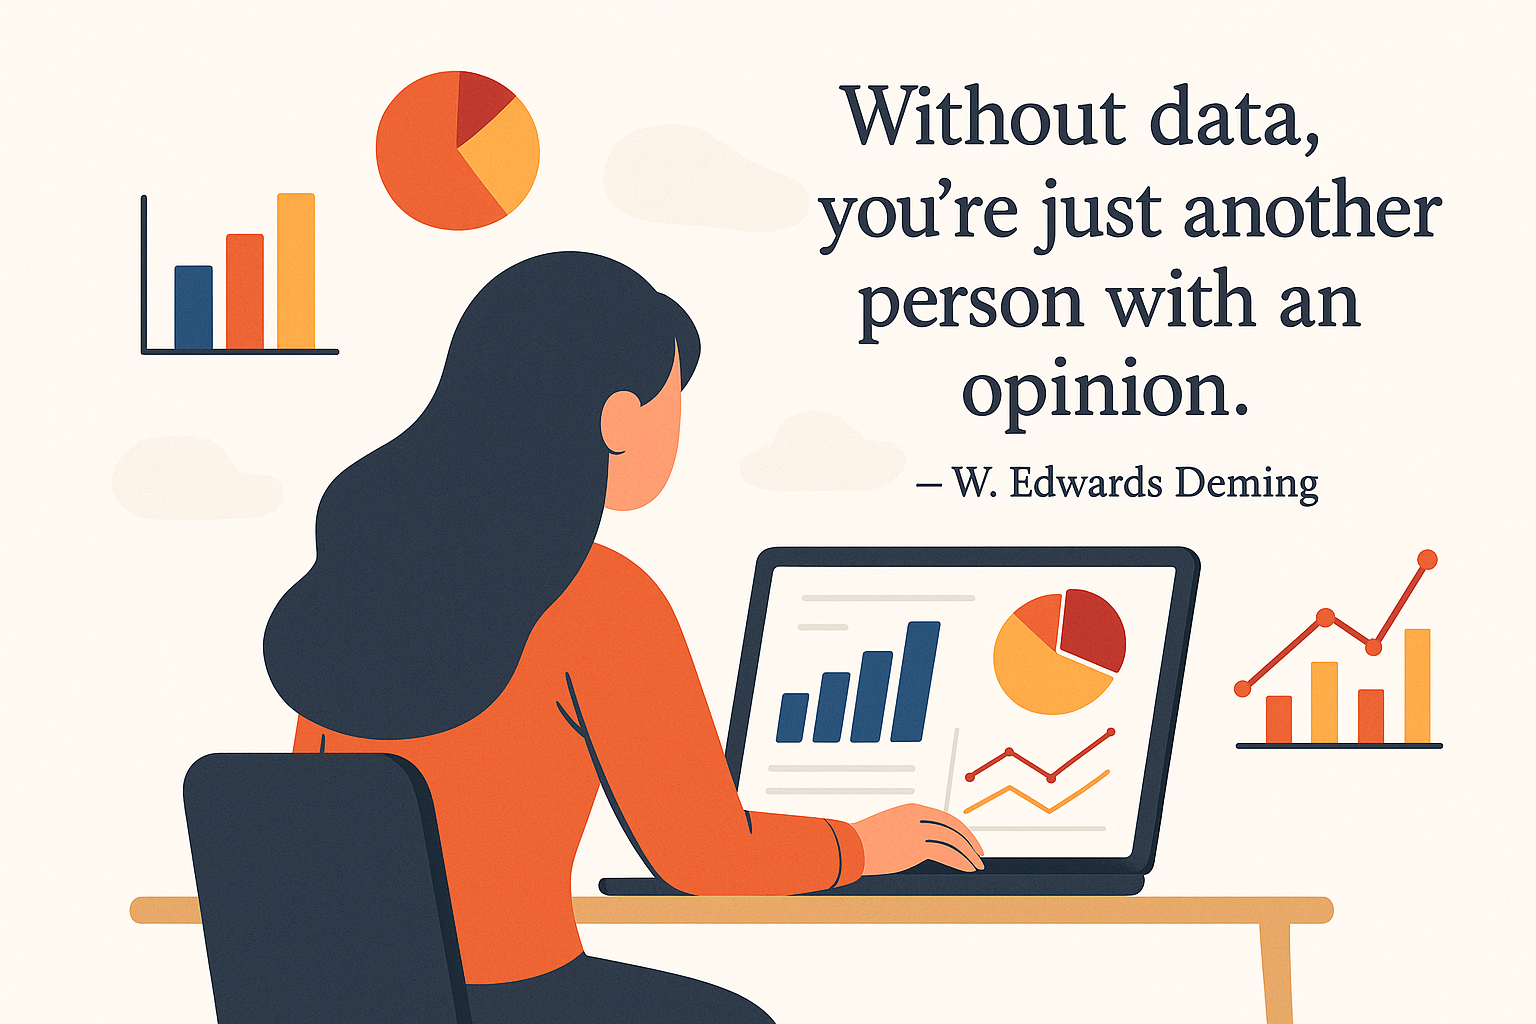 Without data,
you’re just another
person with an
opinion.
– W. Edwards Deming